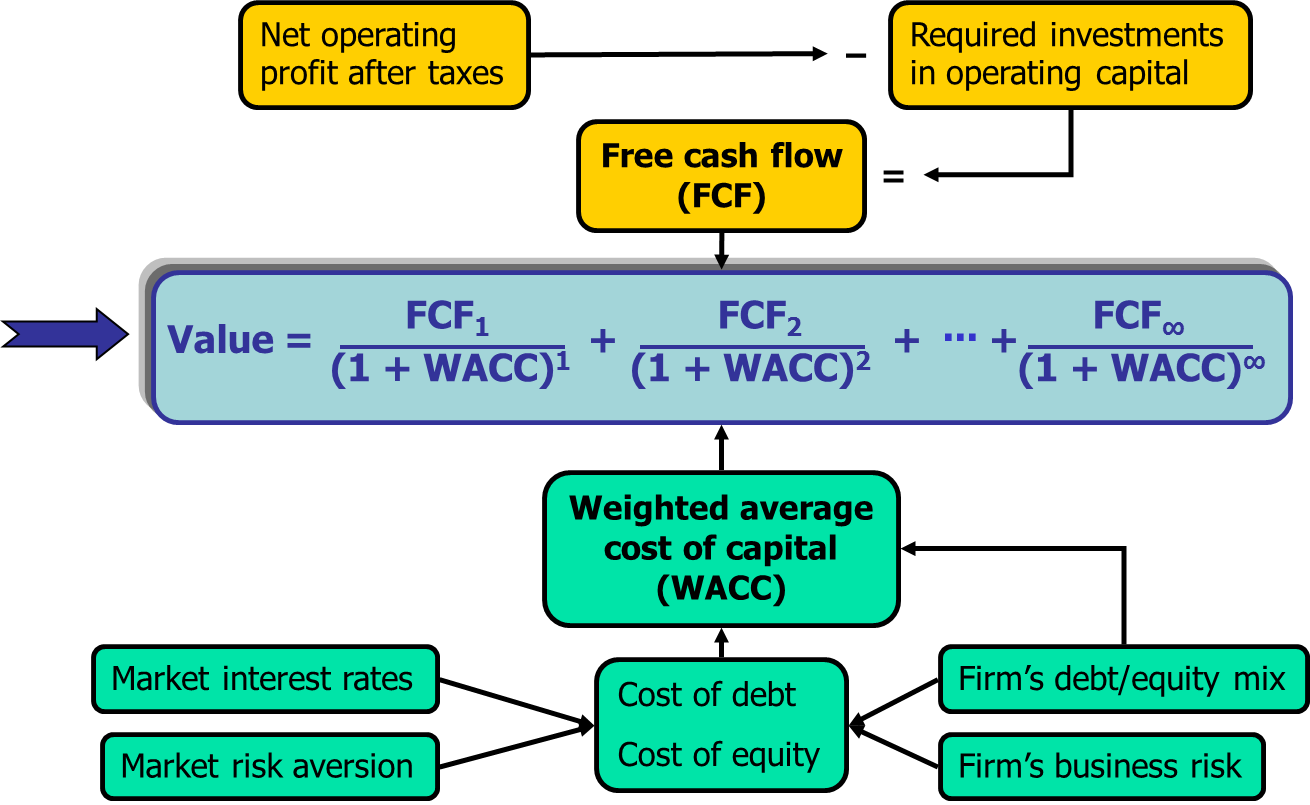 Net operating
profit after taxes
–
Required investments
in operating capital
Free cash flow
(FCF)
=
Value = FCF₁ / (1 + WACC)¹ + FCF₂ / (1 + WACC)² + ··· + FCF∞ / (1 + WACC)^∞
Weighted average
cost of capital
(WACC)
Market interest rates
Market risk aversion
Cost of debt
Cost of equity
Firm’s debt/equity mix
Firm’s business risk